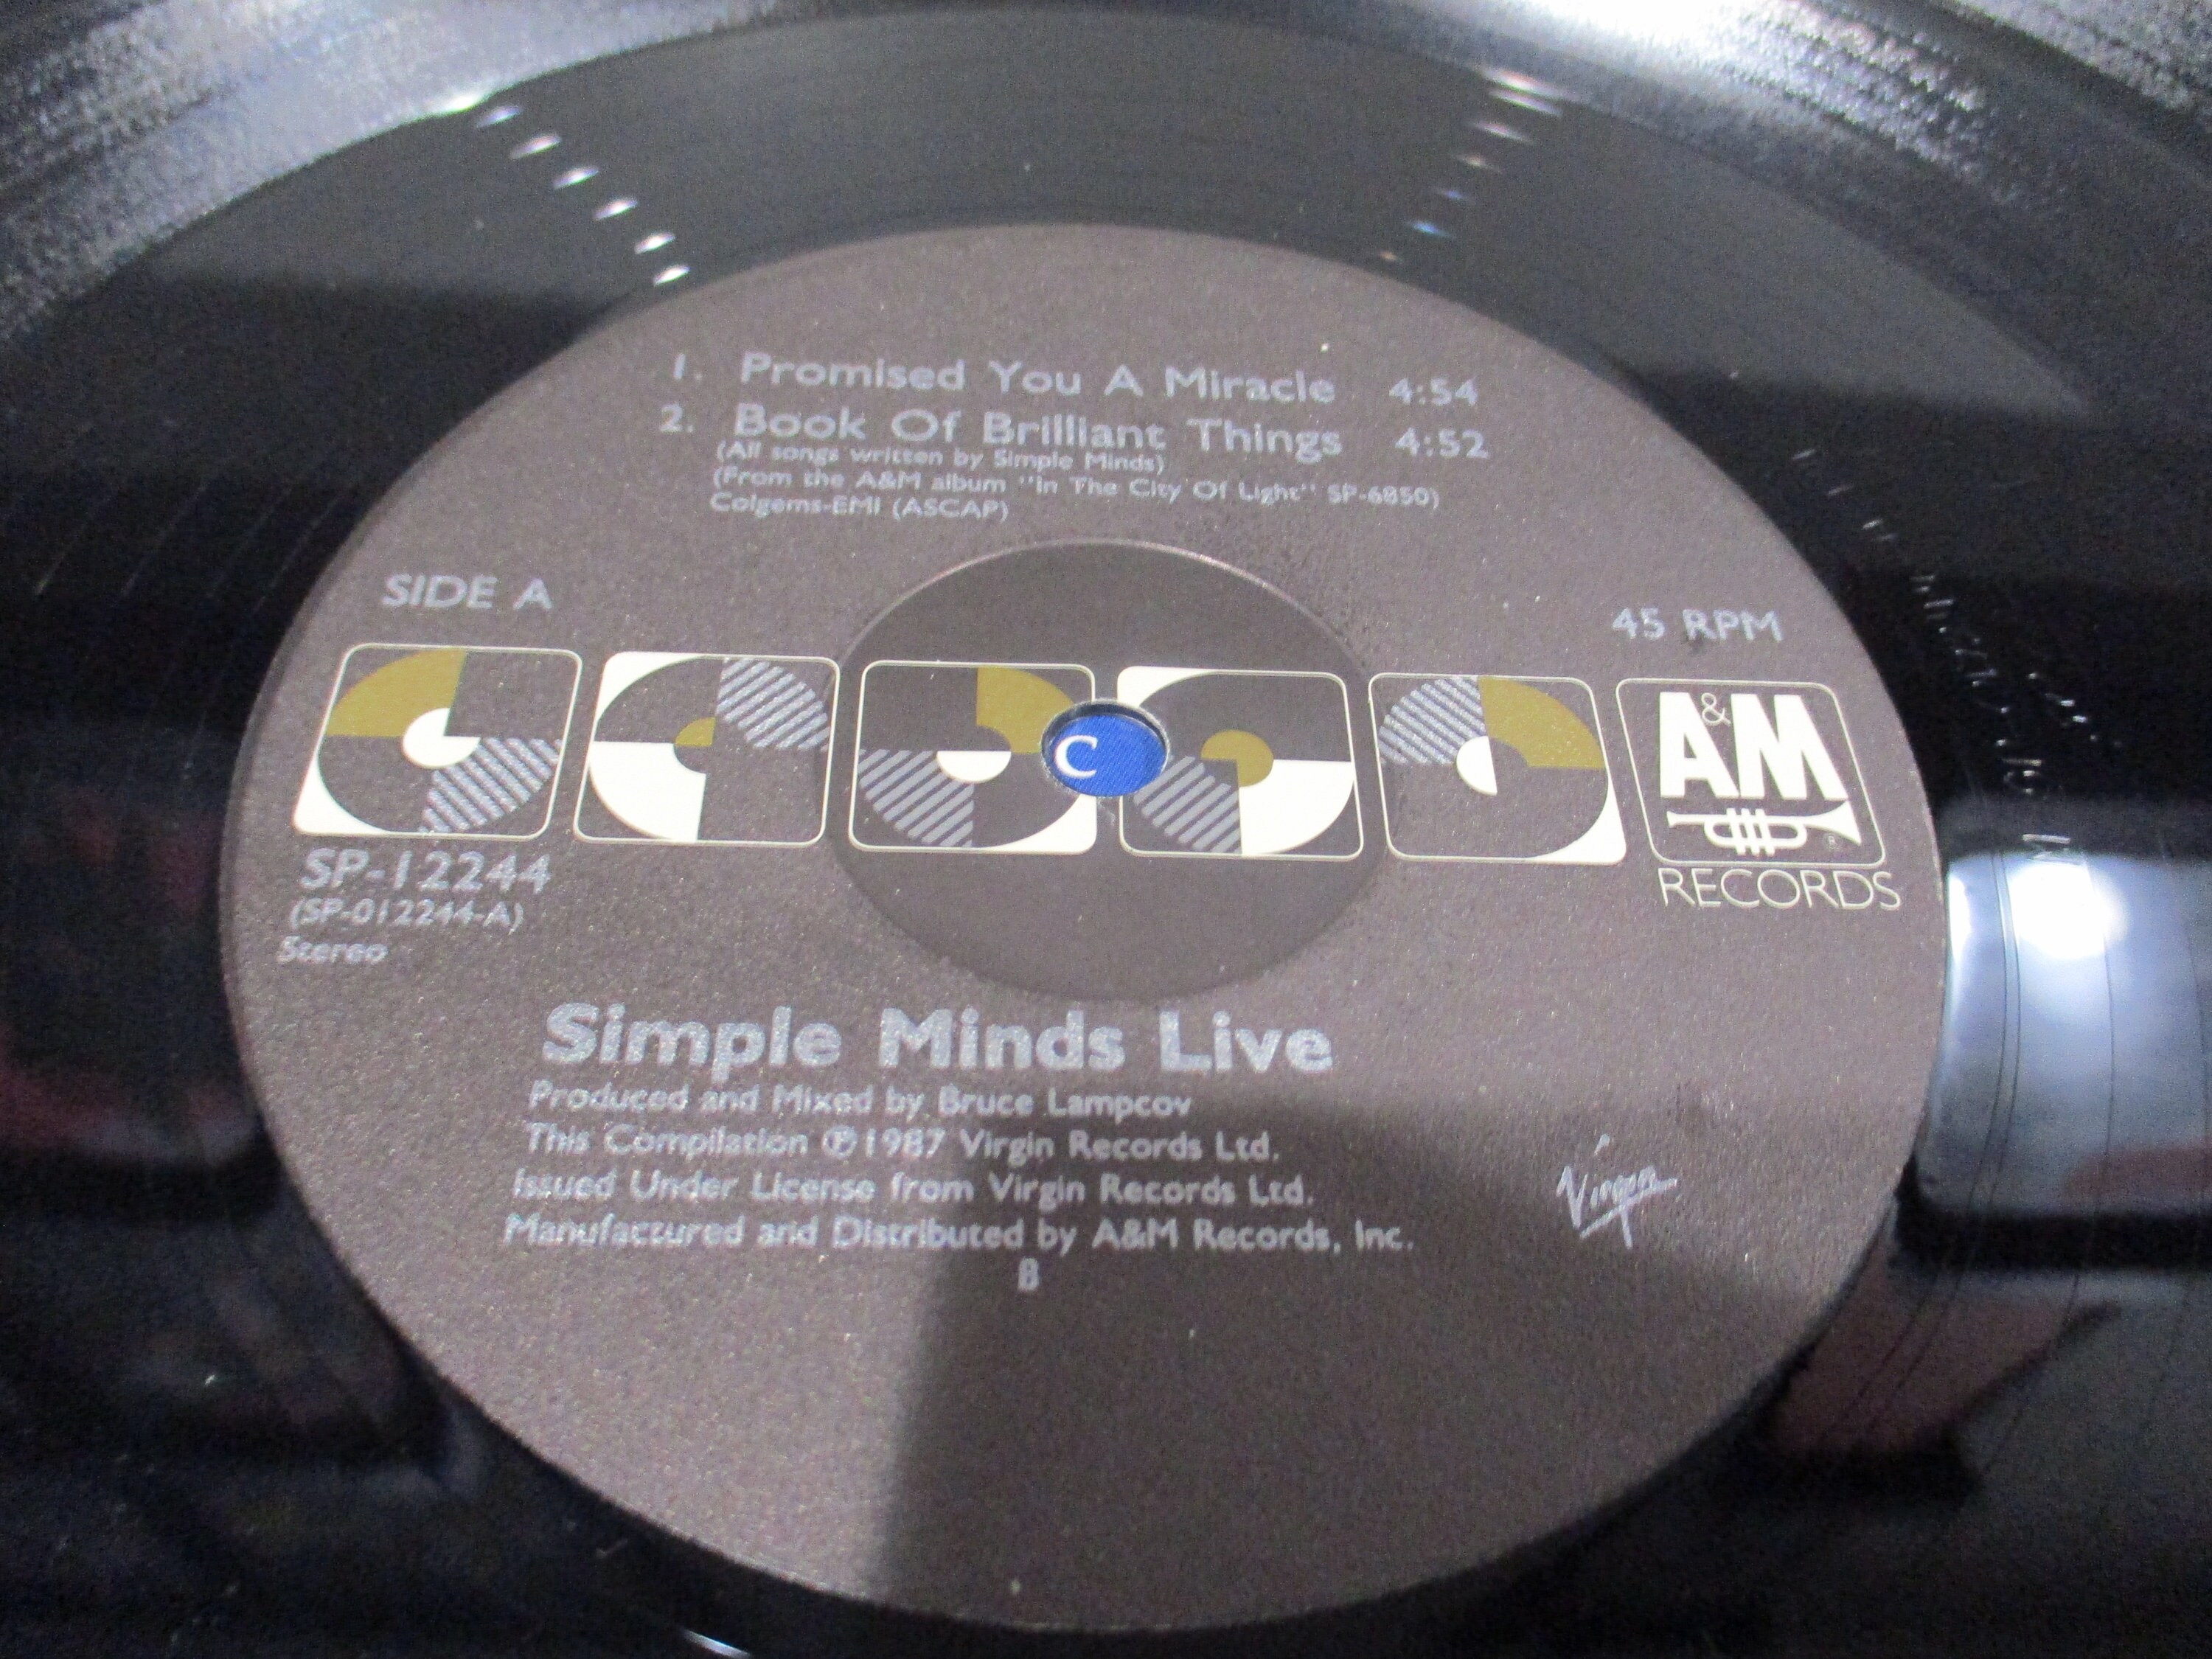 1. Promised You A Miracle 4:54
2. Book Of Brilliant Things 4:52
(All songs written by Simple Minds)
(From the A&M album "In The City Of Light" SP-6850)
Colgems-EMI (ASCAP)
SIDE A
45 RPM
C
A&M
®
RECORDS
SP-12244
(SP-012244-A)
Stereo
Simple Minds Live
Produced and Mixed by Bruce Lampcov
This Compilation ℗1987 Virgin Records Ltd.
Issued Under License from Virgin Records Ltd.
Manufactured and Distributed by A&M Records, Inc.
B
Virgin